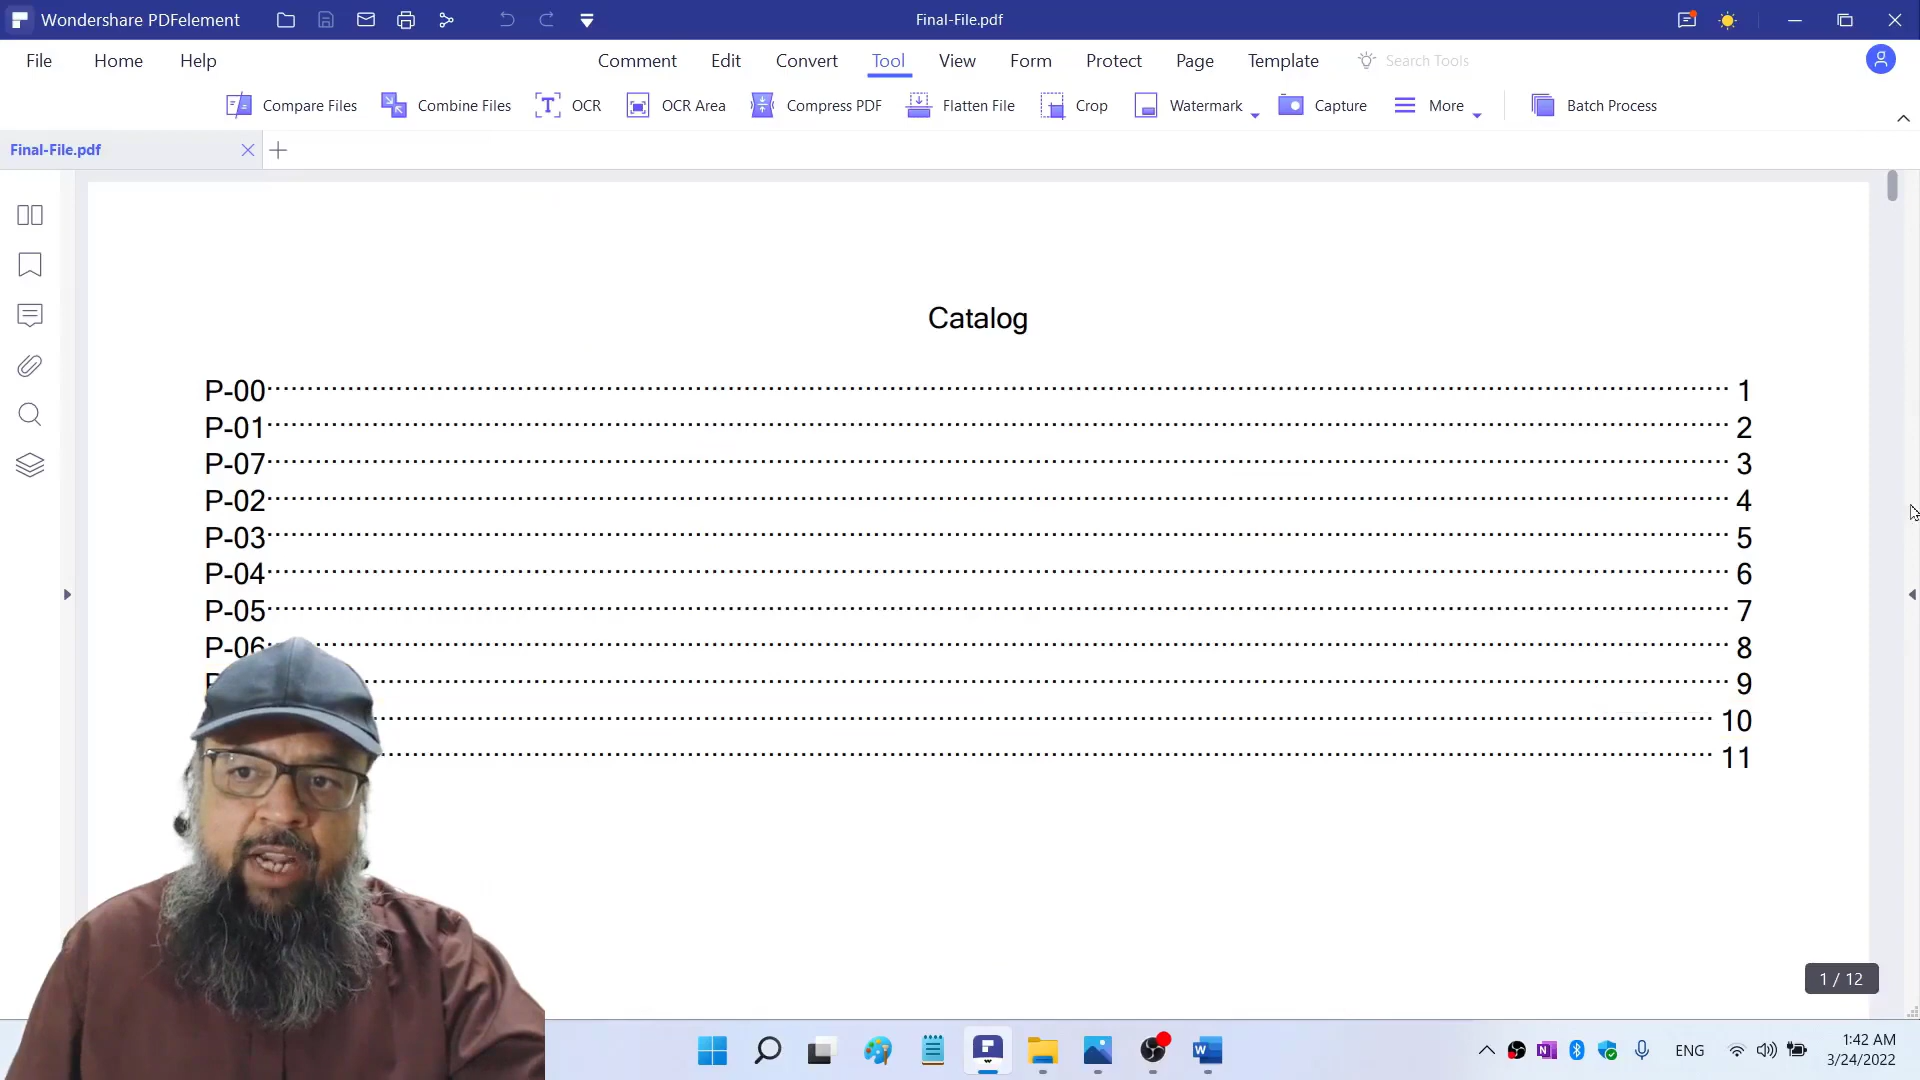 Wondershare PDFelement
Final-File.pdf
File Home Help Comment Edit Convert Tool View Form Protect Page Template Search Tools
Compare Files Combine Files OCR OCR Area Compress PDF Flatten File Crop Watermark Capture More Batch Process
Final-File.pdf
Catalog
P-00 1
P-01 2
P-07 3
P-02 4
P-03 5
P-04 6
P-05 7
P-06 8
9
10
11
1 / 12
ENG
1:42 AM
3/24/2022